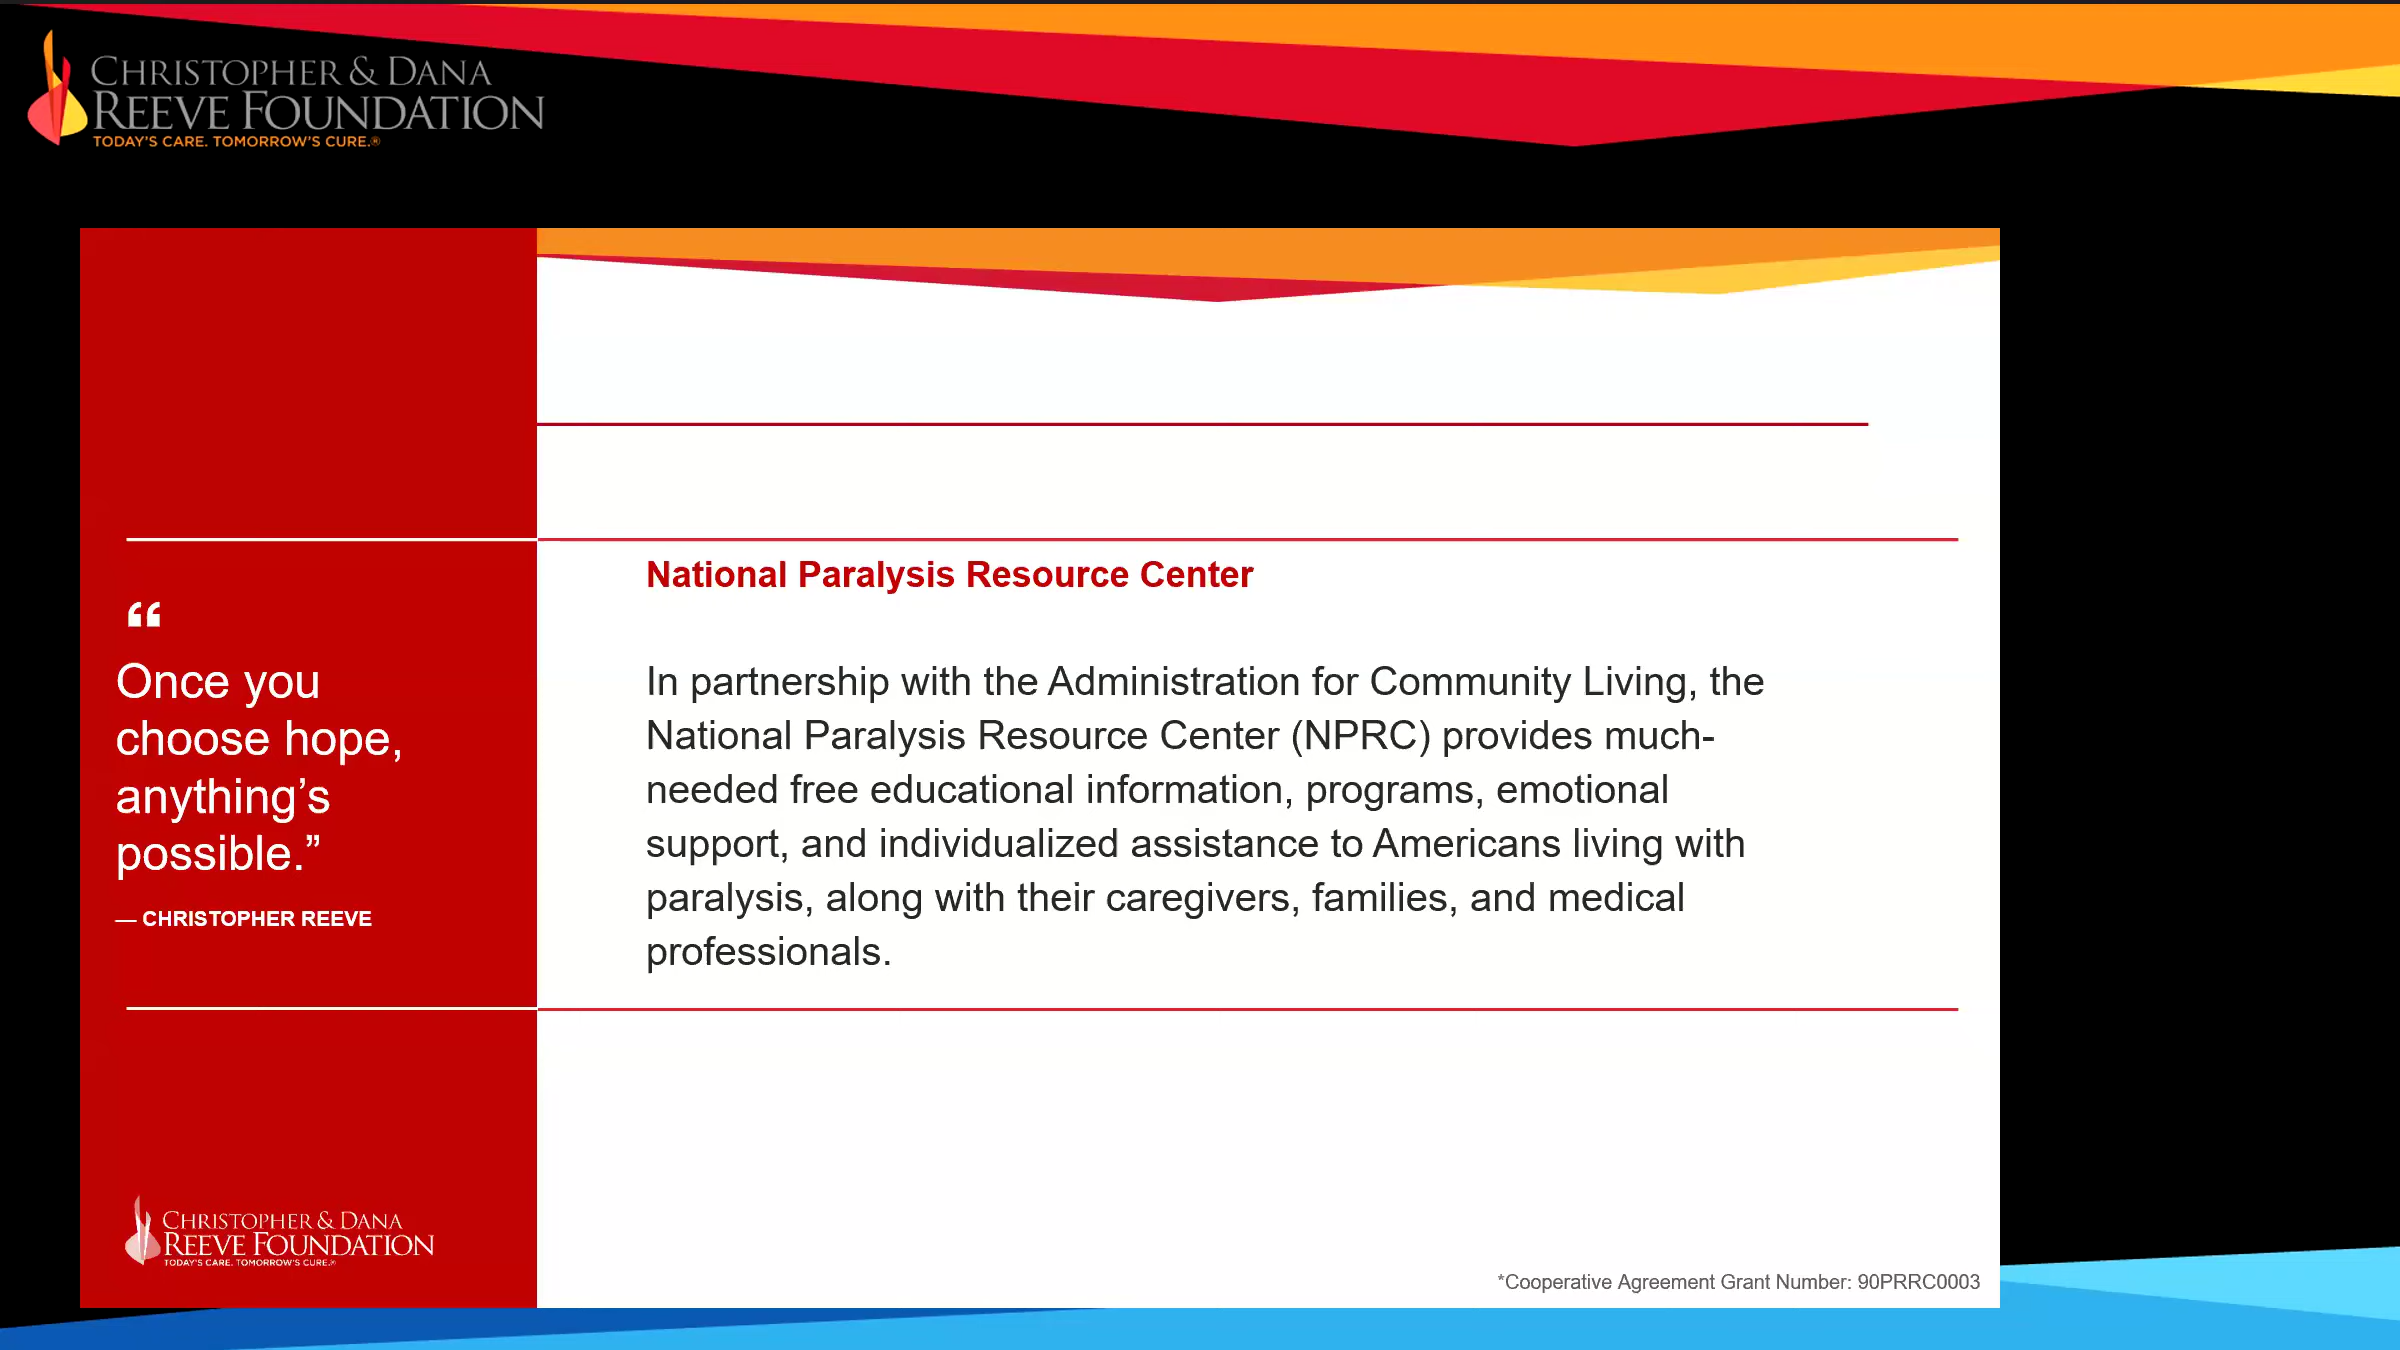 CHRISTOPHER & DANA
REEVE FOUNDATION
TODAY'S CARE. TOMORROW'S CURE.®
“
Once you
choose hope,
anything’s
possible.”
— CHRISTOPHER REEVE
CHRISTOPHER & DANA
REEVE FOUNDATION
TODAY'S CARE. TOMORROW'S CURE.®
National Paralysis Resource Center
In partnership with the Administration for Community Living, the
National Paralysis Resource Center (NPRC) provides much-
needed free educational information, programs, emotional
support, and individualized assistance to Americans living with
paralysis, along with their caregivers, families, and medical
professionals.
*Cooperative Agreement Grant Number: 90PRRC0003